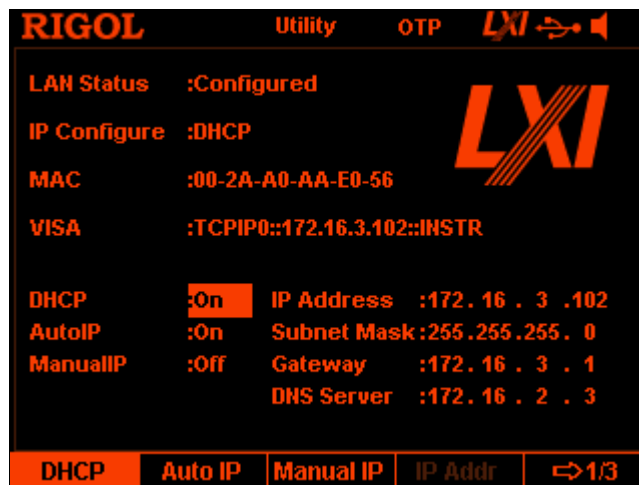 RIGOL Utility OTP LXI
LAN Status :Configured
LXI
IP Configure :DHCP
MAC :00-2A-A0-AA-E0-56
VISA :TCPIP0::172.16.3.102::INSTR
DHCP :On IP Address :172. 16 . 3 .102
AutoIP :On Subnet Mask:255.255.255. 0
ManualIP :Off Gateway :172. 16 . 3 . 1
DNS Server :172. 16 . 2 . 3
DHCP Auto IP Manual IP IP Addr ⇨1/3